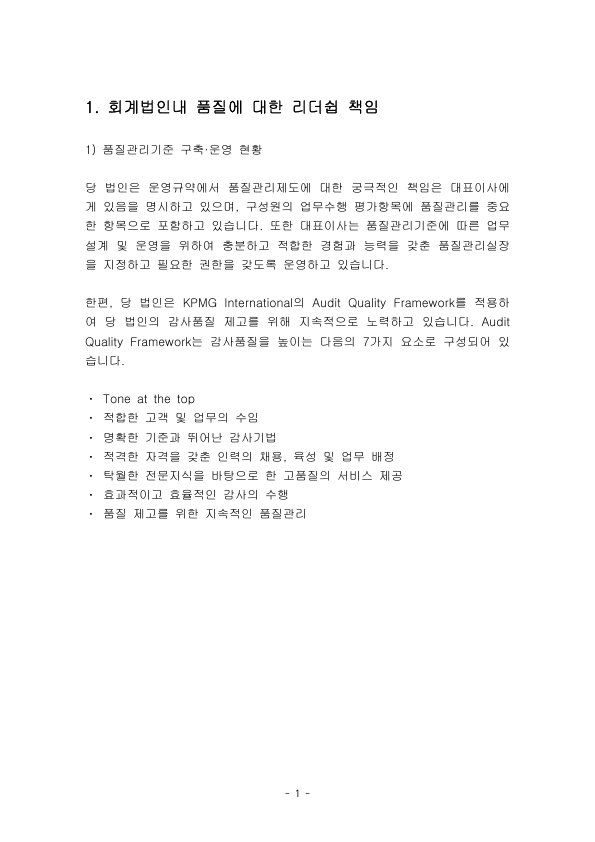 1. 회계법인내 품질에 대한 리더쉽 책임
1) 품질관리기준 구축·운영 현황
당 법인은 운영규약에서 품질관리제도에 대한 궁극적인 책임은 대표이사에
게 있음을 명시하고 있으며, 구성원의 업무수행 평가항목에 품질관리를 중요
한 항목으로 포함하고 있습니다. 또한 대표이사는 품질관리기준에 따른 업무
설계 및 운영을 위하여 충분하고 적합한 경험과 능력을 갖춘 품질관리실장
을 지정하고 필요한 권한을 갖도록 운영하고 있습니다.
한편, 당 법인은 KPMG International의 Audit Quality Framework를 적용하
여 당 법인의 감사품질 제고를 위해 지속적으로 노력하고 있습니다. Audit
Quality Framework는 감사품질을 높이는 다음의 7가지 요소로 구성되어 있
습니다.
· Tone at the top
· 적합한 고객 및 업무의 수임
· 명확한 기준과 뛰어난 감사기법
· 적격한 자격을 갖춘 인력의 채용, 육성 및 업무 배정
· 탁월한 전문지식을 바탕으로 한 고품질의 서비스 제공
· 효과적이고 효율적인 감사의 수행
· 품질 제고를 위한 지속적인 품질관리
- 1 -